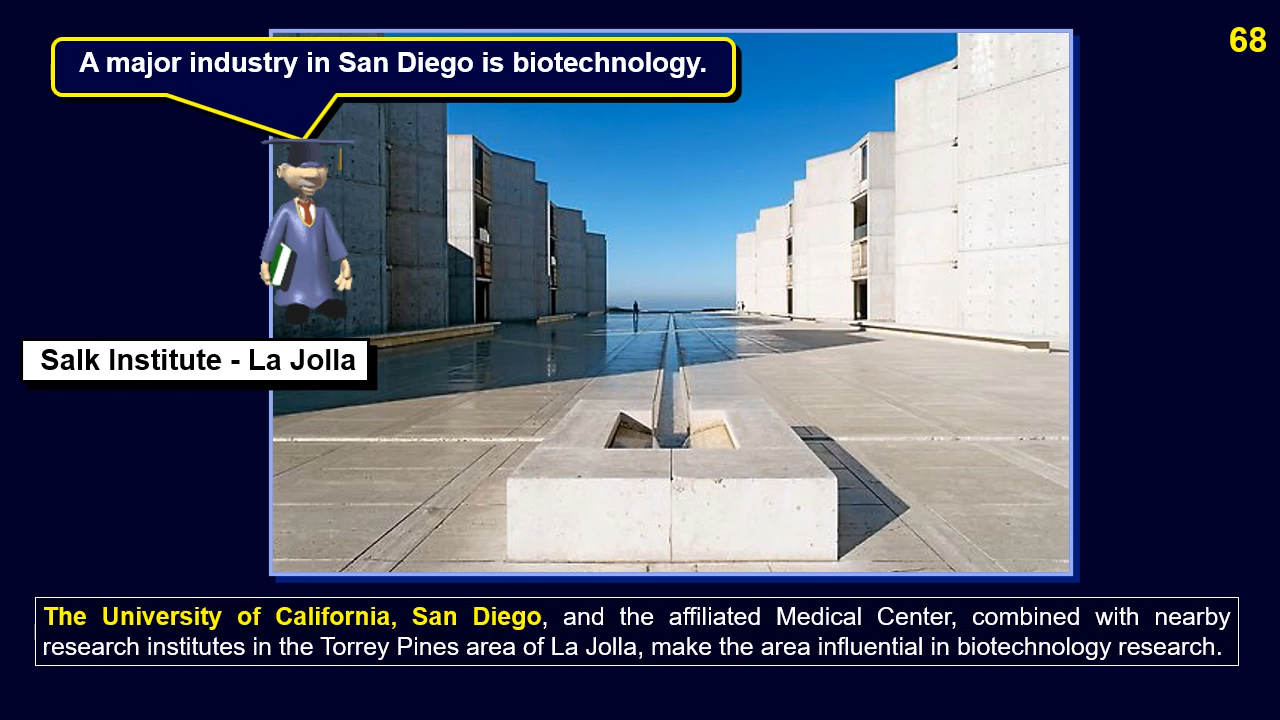 68
A major industry in San Diego is biotechnology.
Salk Institute - La Jolla
The University of California, San Diego, and the affiliated Medical Center, combined with nearby
research institutes in the Torrey Pines area of La Jolla, make the area influential in biotechnology research.